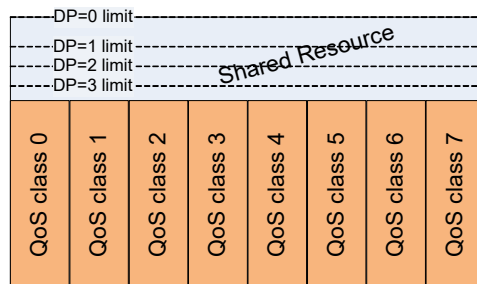 DP=0 limit
DP=1 limit
DP=2 limit
DP=3 limit
Shared Resource
QoS class 0
QoS class 1
QoS class 2
QoS class 3
QoS class 4
QoS class 5
QoS class 6
QoS class 7